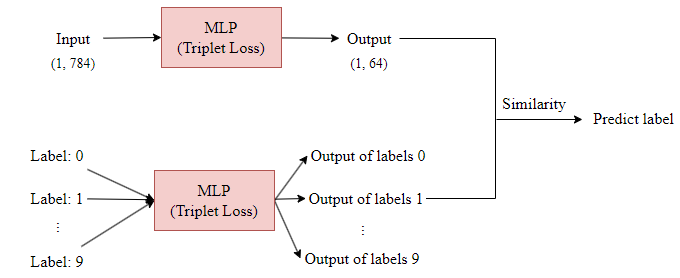 MLP
(Triplet Loss)
Input
(1, 784)
Output
(1, 64)
Similarity
Predict label
Label: 0
Label: 1
⋮
Label: 9
MLP
(Triplet Loss)
Output of labels 0
Output of labels 1
⋮
Output of labels 9